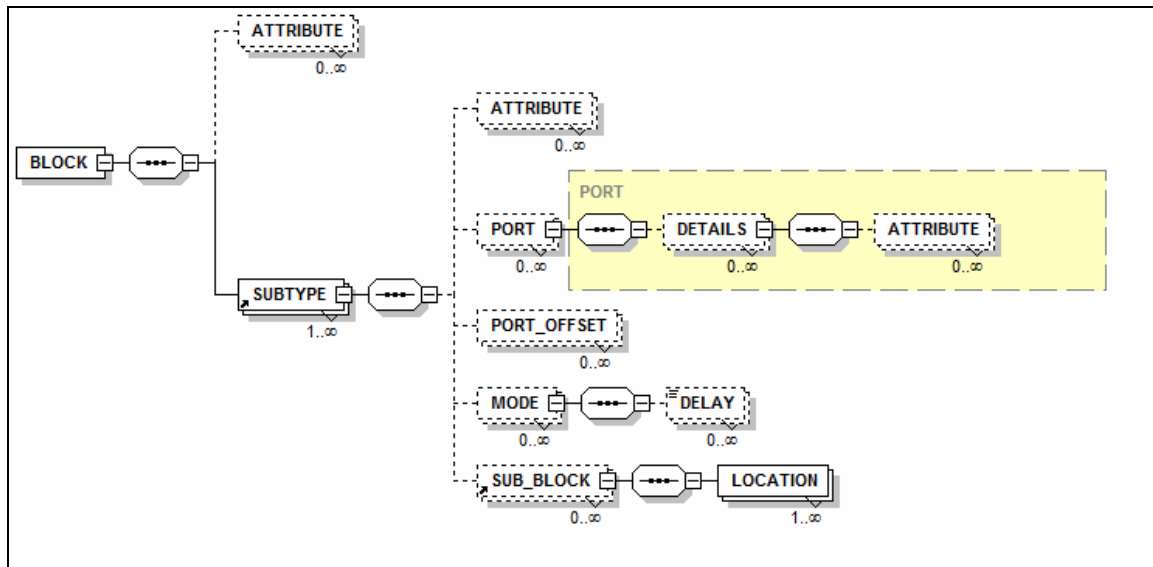 ATTRIBUTE
0..∞
ATTRIBUTE
0..∞
BLOCK
PORT
PORT
DETAILS
ATTRIBUTE
0..∞
0..∞
0..∞
SUBTYPE
1..∞
PORT_OFFSET
0..∞
MODE
DELAY
0..∞
0..∞
SUB_BLOCK
LOCATION
0..∞
1..∞